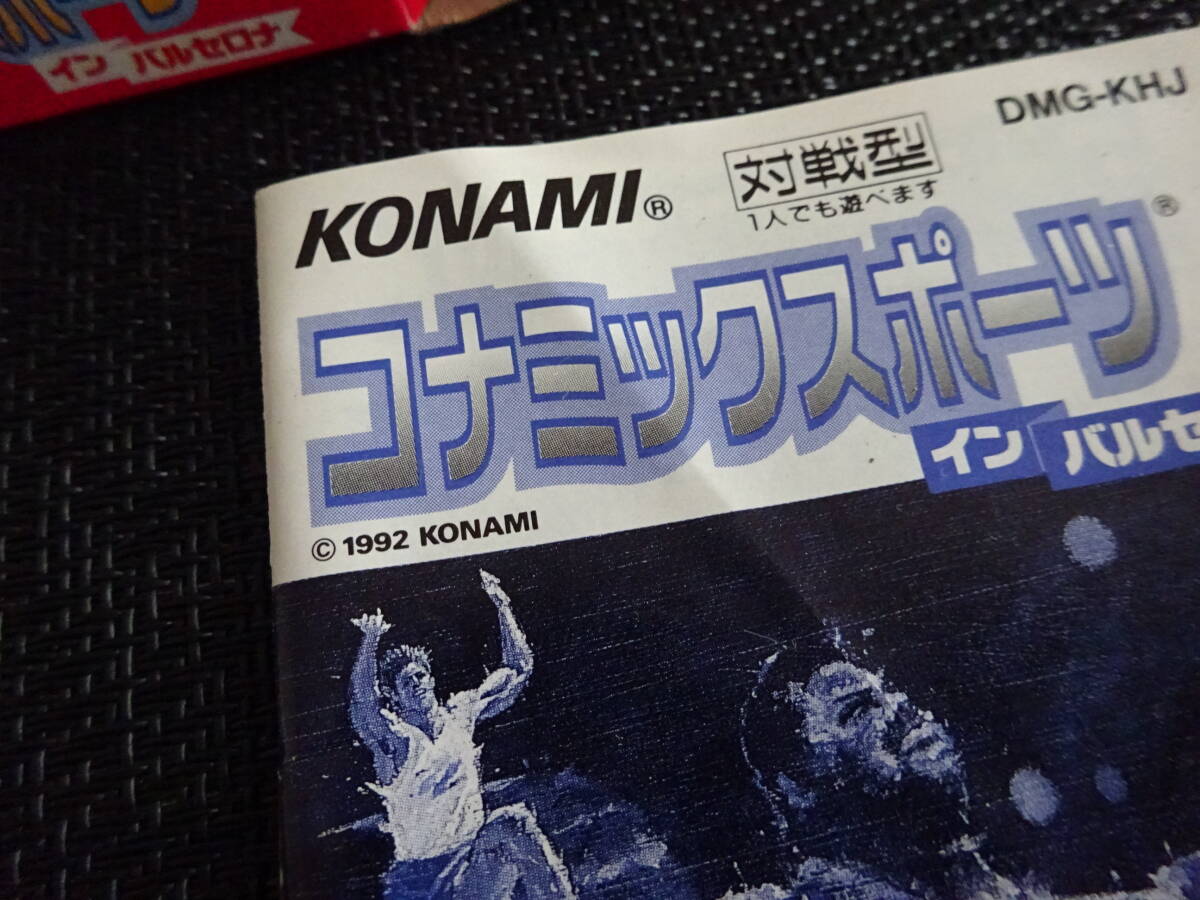 イン バルセロナ
DMG-KHJ
KONAMI®
対戦型
1人でも遊べます
コナミックスポーツ®
イン バルセ
© 1992 KONAMI